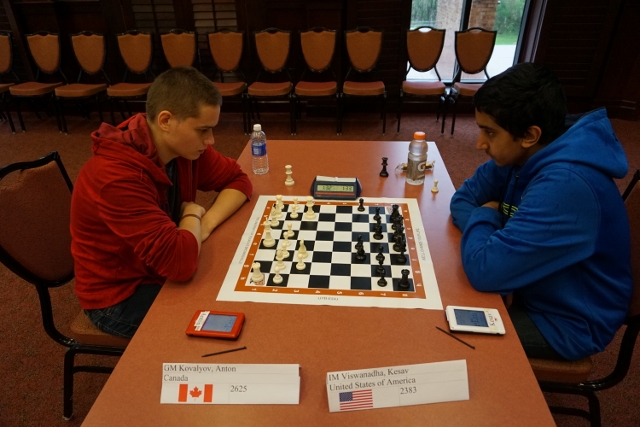 GM Kovalyov, Anton
Canada
2625
IM Viswanadha, Kesav
United States of America
2383